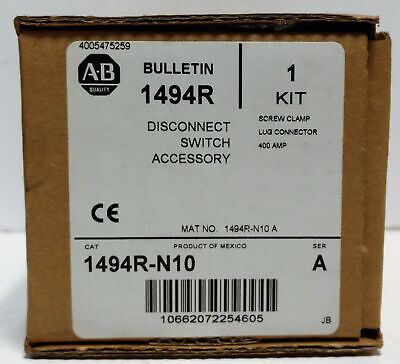 4005475259
A-B
QUALITY
BULLETIN
1494R
DISCONNECT
SWITCH
ACCESSORY
1
KIT
SCREW CLAMP
LUG CONNECTOR
400 AMP
CE
MAT NO. 1494R-N10 A
CAT
PRODUCT OF MEXICO
SER
1494R-N10
A
10662072254605
JB